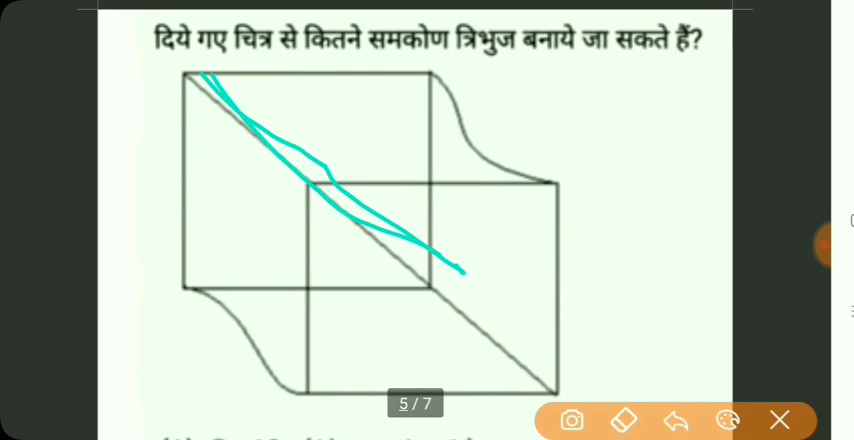 दिये गए चित्र से कितने समकोण त्रिभुज बनाये जा सकते हैं?
5 / 7